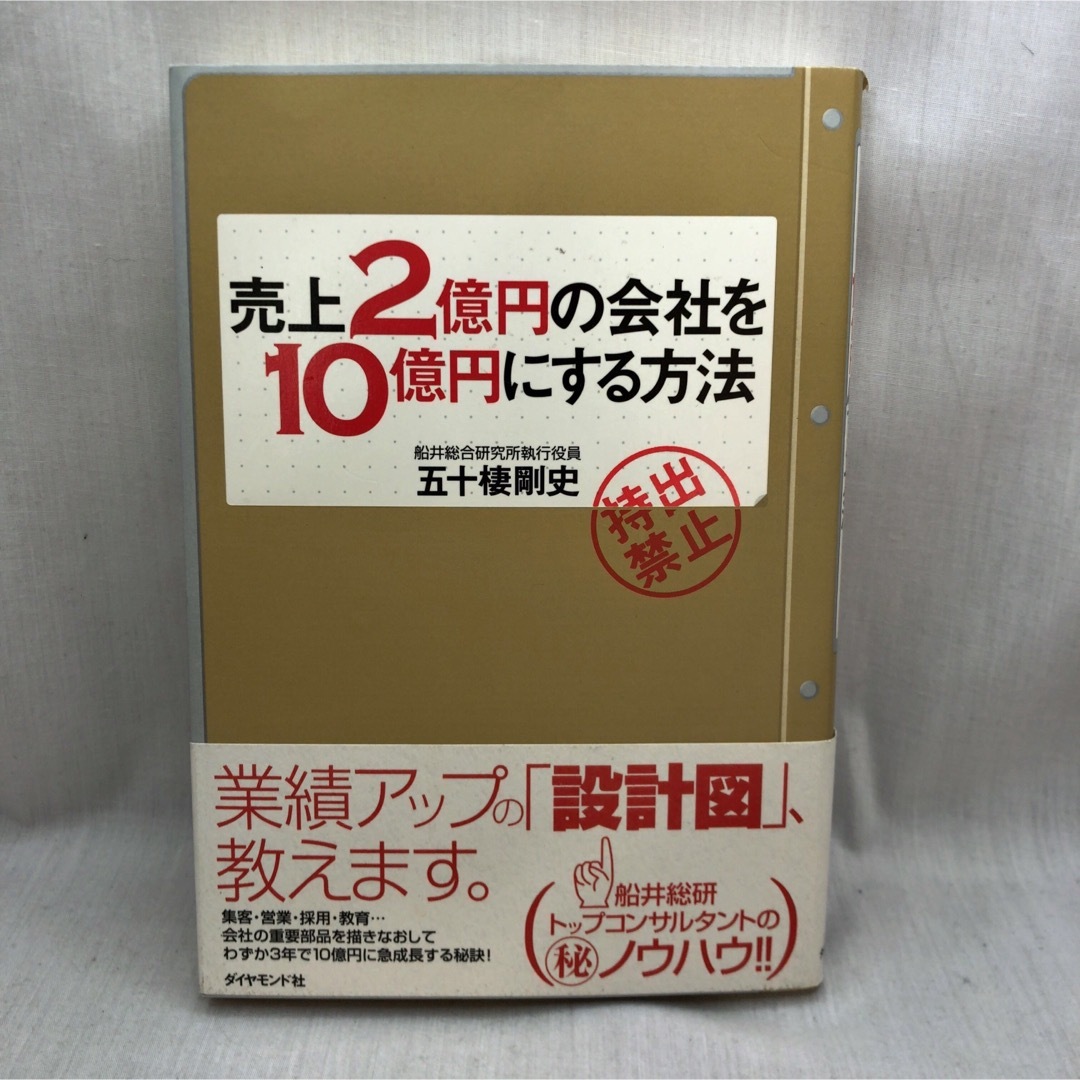 売上2億円の会社を
10億円にする方法
船井総合研究所執行役員
五十棲剛史
持出
禁止
業績アップの「設計図」、
教えます。
集客・営業・採用・教育…
会社の重要部品を描きなおして
わずか3年で10億円に急成長する秘訣！
ダイヤモンド社
船井総研
トップコンサルタントの
㊙ノウハウ!!